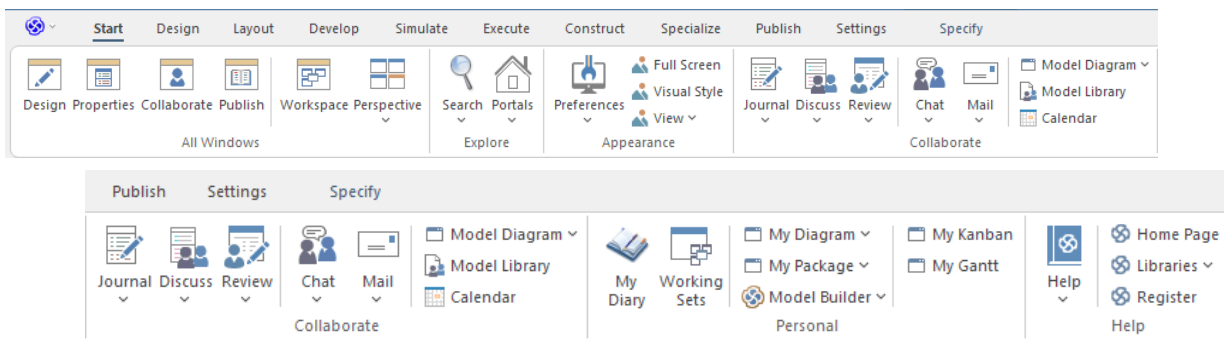 Start Design Layout Develop Simulate Execute Construct Specialize Publish Settings Specify
Full Screen Model Diagram
Visual Style Model Library
Design Properties Collaborate Publish Workspace Perspective Search Portals Preferences View Journal Discuss Review Chat Mail Calendar
All Windows Explore Appearance Collaborate
Publish Settings Specify
Model Diagram My Diagram My Kanban Home Page
Model Library My Package My Gantt Libraries
Journal Discuss Review Chat Mail Calendar My Diary Working Sets Model Builder Help Register
Collaborate Personal Help